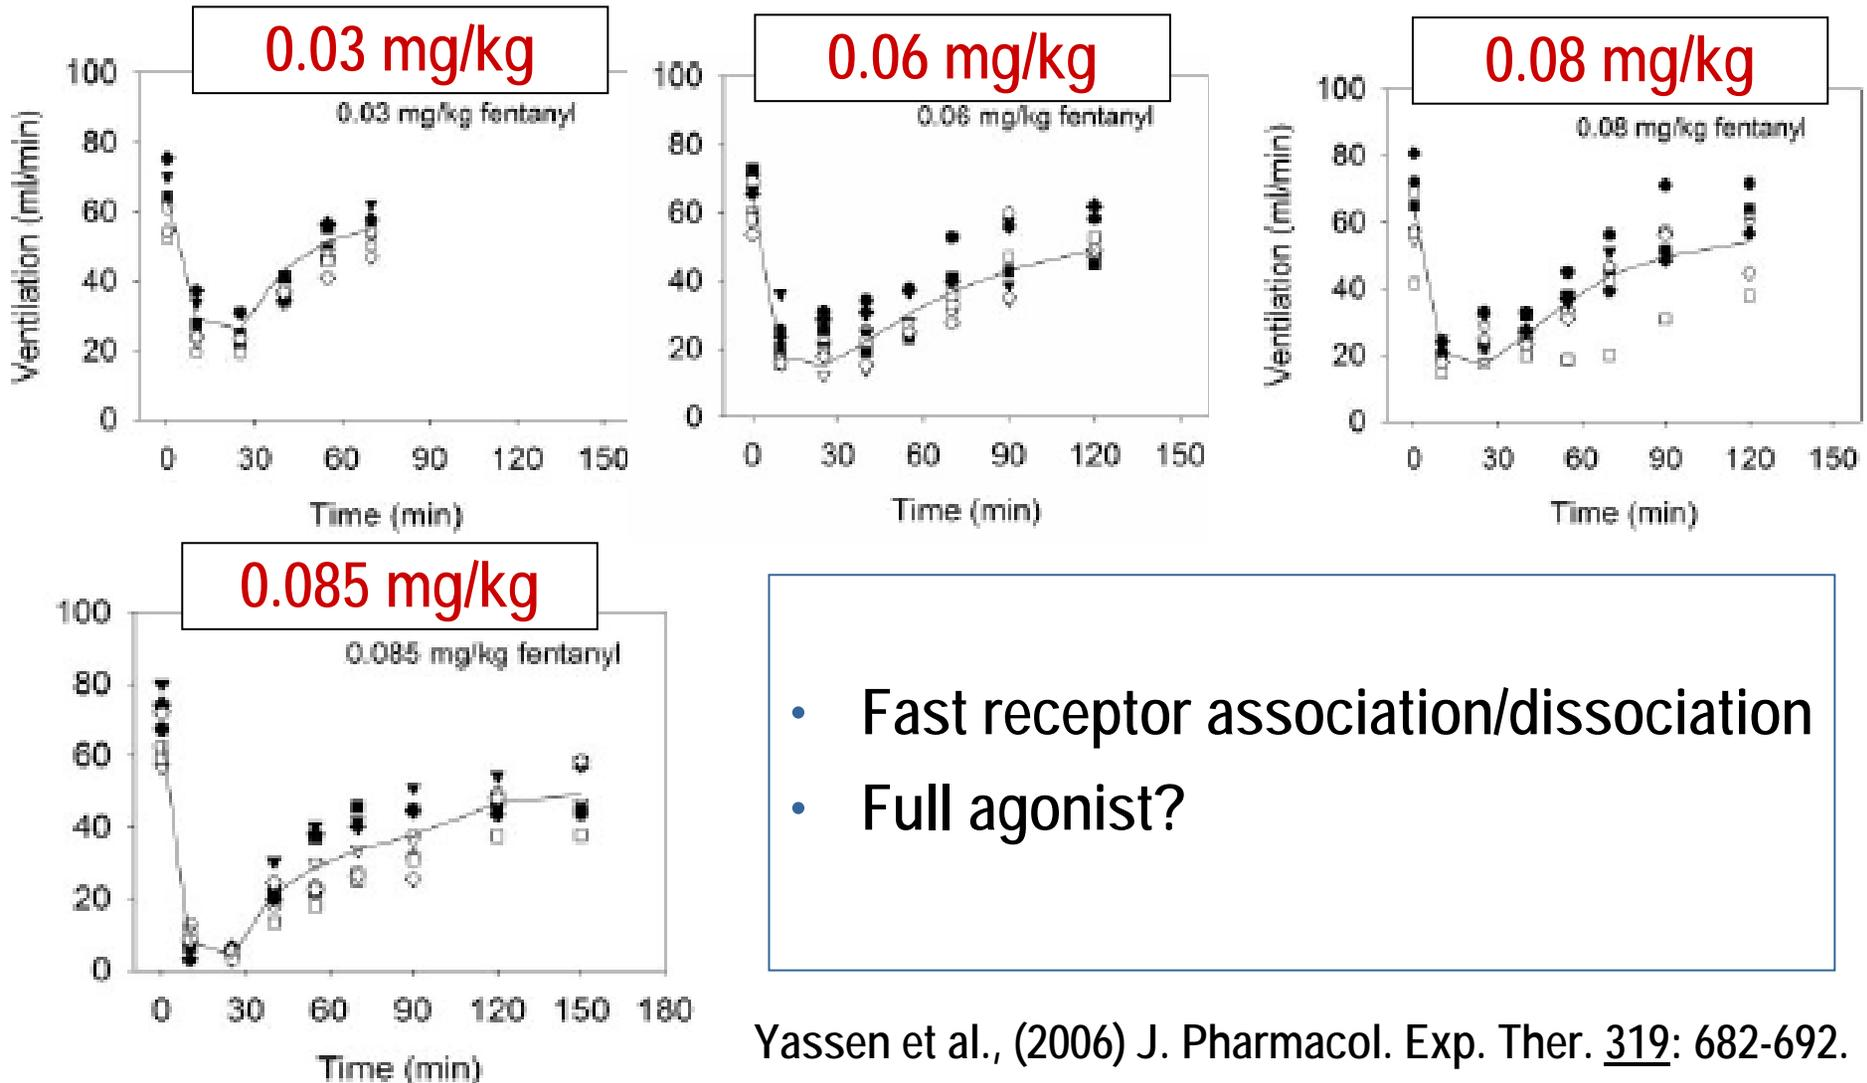 0.03 mg/kg
0.03 mg/kg fentanyl
Ventilation (ml/min)
100
80
60
40
20
0
0 30 60 90 120 150
Time (min)
0.06 mg/kg
0.06 mg/kg fentanyl
100
80
60
40
20
0
0 30 60 90 120 150
Time (min)
0.08 mg/kg
0.08 mg/kg fentanyl
Ventilation (ml/min)
100
80
60
40
20
0
0 30 60 90 120 150
Time (min)
0.085 mg/kg
0.085 mg/kg fentanyl
100
80
60
40
20
0
0 30 60 90 120 150 180
Time (min)
• Fast receptor association/dissociation
• Full agonist?
Yassen et al., (2006) J. Pharmacol. Exp. Ther. 319: 682-692.